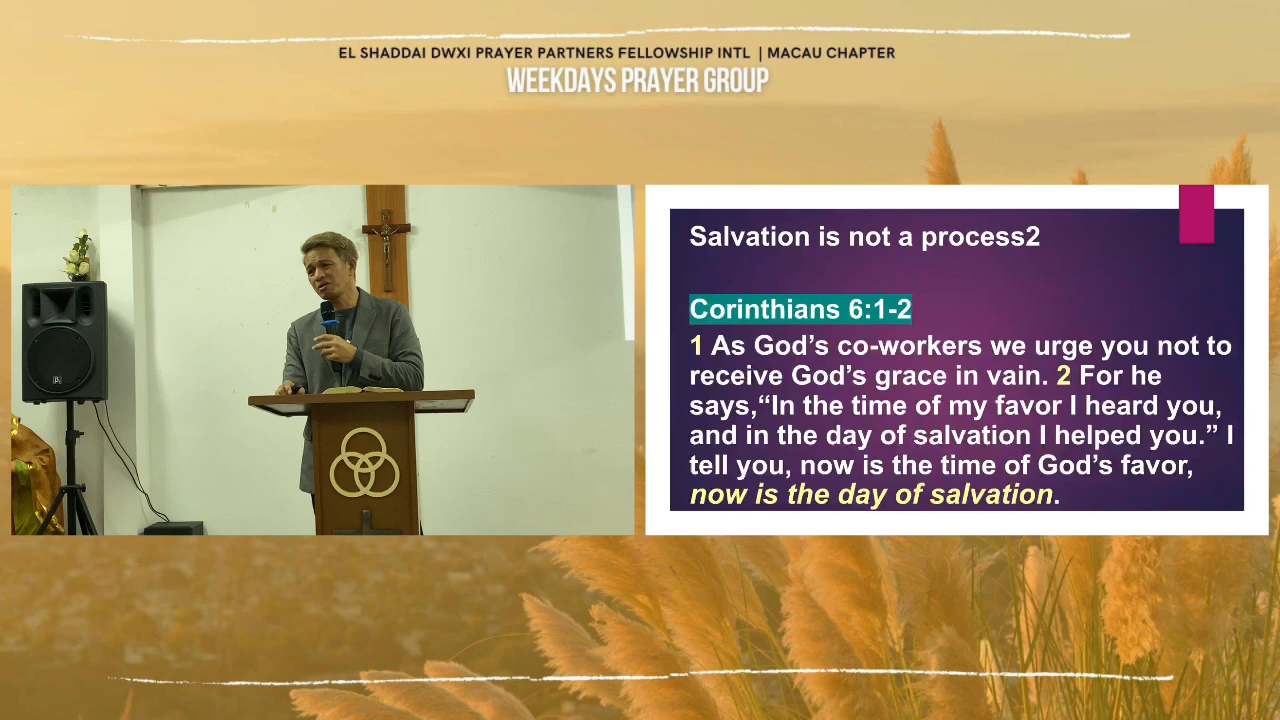 EL SHADDAI DWXI PRAYER PARTNERS FELLOWSHIP INTL | MACAU CHAPTER
WEEKDAYS PRAYER GROUP
Salvation is not a process2
Corinthians 6:1-2
1 As God’s co-workers we urge you not to
receive God’s grace in vain. 2 For he
says,“In the time of my favor I heard you,
and in the day of salvation I helped you.” I
tell you, now is the time of God’s favor,
now is the day of salvation.